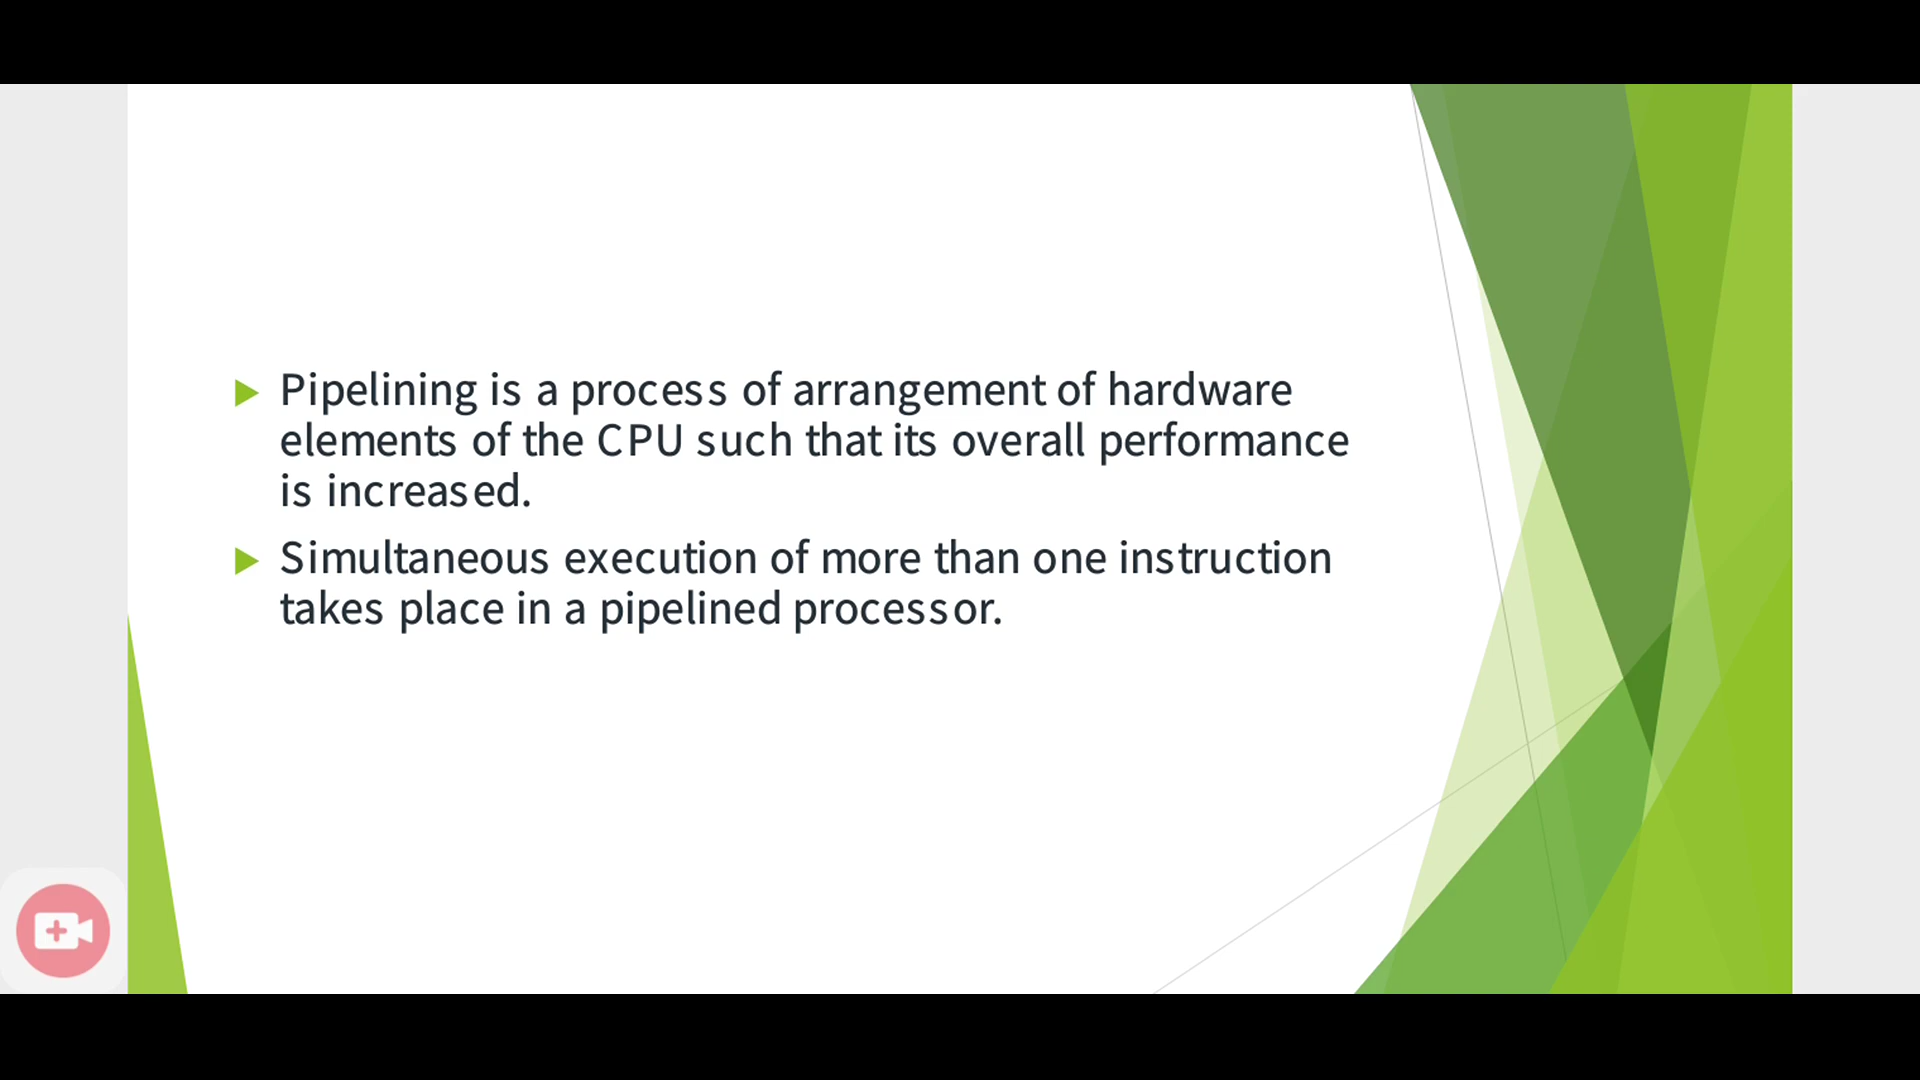 Pipelining is a process of arrangement of hardware
elements of the CPU such that its overall performance
is increased.
Simultaneous execution of more than one instruction
takes place in a pipelined processor.